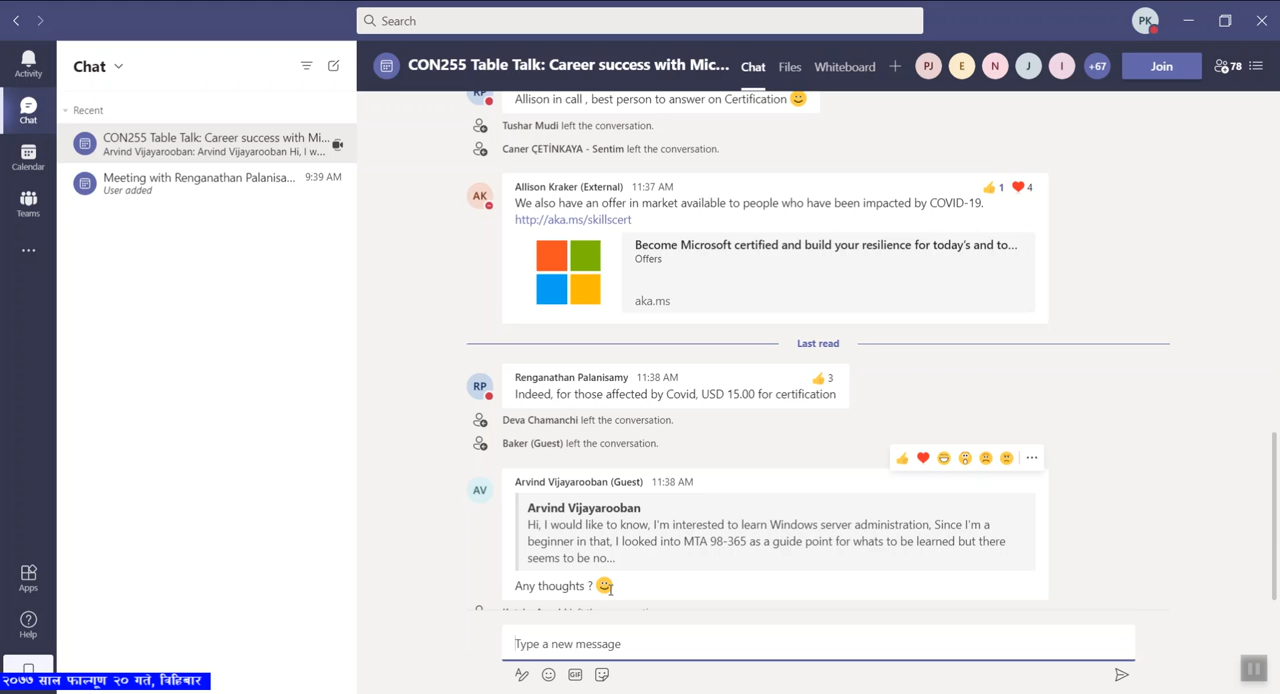 Search
PK
Activity
Chat
Calendar
Teams
Apps
Help
Chat
Recent
CON255 Table Talk: Career success with Mi...
Arvind Vijayarooban: Arvind Vijayarooban Hi, I w...
Meeting with Renganathan Palanisa... 9:39 AM
User added
CON255 Table Talk: Career success with Mic...
Chat Files Whiteboard
PJ E N J I +67
Join
78
RP
Allison in call , best person to answer on Certification
Tushar Mudi left the conversation.
Caner ÇETİNKAYA - Sentim left the conversation.
AK
Allison Kraker (External) 11:37 AM
1 4
We also have an offer in market available to people who have been impacted by COVID-19.
http://aka.ms/skillscert
Become Microsoft certified and build your resilience for today's and to...
Offers
aka.ms
Last read
RP
Renganathan Palanisamy 11:38 AM
3
Indeed, for those affected by Covid, USD 15.00 for certification
Deva Chamanchi left the conversation.
Baker (Guest) left the conversation.
AV
Arvind Vijayarooban (Guest) 11:38 AM
Arvind Vijayarooban
Hi, I would like to know, I'm interested to learn Windows server administration, Since I'm a
beginner in that, I looked into MTA 98-365 as a guide point for whats to be learned but there
seems to be no...
Any thoughts ?
Type a new message
GIF
२०७७ साल फाल्गूण २० गते, विहिबार